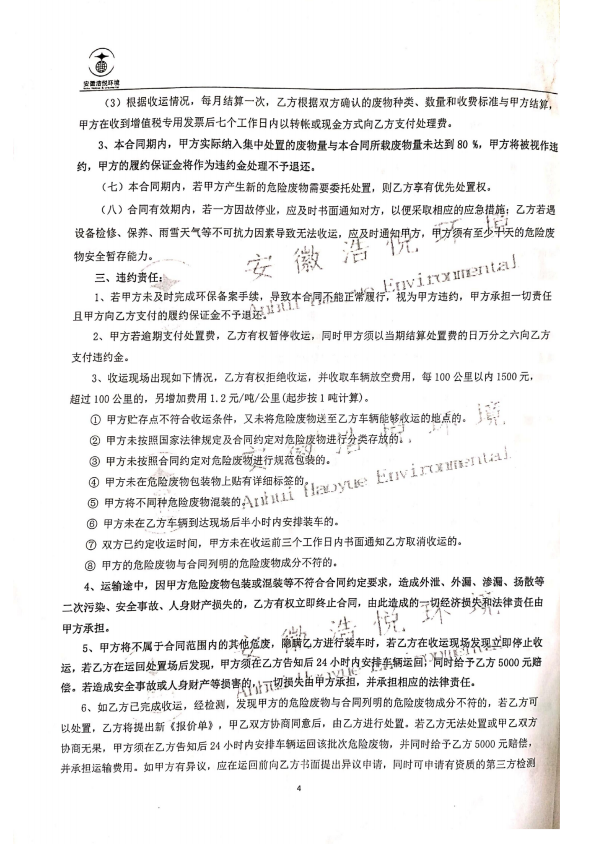 安徽浩悦环境
（3）根据收运情况，每月结算一次，乙方根据双方确认的废物种类、数量和收费标准与甲方结算，
甲方在收到增值税专用发票后七个工作日内以转帐或现金方式向乙方支付处理费。
3、本合同期内，甲方实际纳入集中处置的废物量与本合同所载废物量未达到 80 %，甲方将被视作违
约，甲方的履约保证金将作为违约金处理不予退还。
（七）本合同期内，若甲方产生新的危险废物需要委托处置，则乙方享有优先处置权。
（八）合同有效期内，若一方因故停业，应及时书面通知对方，以便采取相应的应急措施；乙方若遇
设备检修、保养、雨雪天气等不可抗力因素导致无法收运，应及时通知甲方，甲方须有至少十天的危险废
物安全暂存能力。
三、违约责任：
1、若甲方未及时完成环保备案手续，导致本合同不能正常履行，视为甲方违约，甲方承担一切责任
且甲方向乙方支付的履约保证金不予退还。
2、甲方若逾期支付处置费，乙方有权暂停收运，同时甲方须以当期结算处置费的日万分之六向乙方
支付违约金。
3、收运现场出现如下情况，乙方有权拒绝收运，并收取车辆放空费用，每 100 公里以内 1500 元，
超过 100 公里的，另增加费用 1.2 元/吨/公里(起步按 1 吨计算)。
① 甲方贮存点不符合收运条件，又未将危险废物送至乙方车辆能够收运的地点的。
② 甲方未按照国家法律规定及合同约定对危险废物进行分类存放的。
③ 甲方未按照合同约定对危险废物进行规范包装的。
④ 甲方未在危险废物包装物上贴有详细标签的。
⑤ 甲方将不同种危险废物混装的。
⑥ 甲方未在乙方车辆到达现场后半小时内安排装车的。
⑦ 双方已约定收运时间，甲方未在收运前三个工作日内书面通知乙方取消收运的。
⑧ 甲方的危险废物与合同列明的危险废物成分不符的。
4、运输途中，因甲方危险废物包装或混装等不符合合同约定要求，造成外泄、外漏、渗漏、扬散等
二次污染、安全事故、人身财产损失的，乙方有权立即终止合同，由此造成的一切经济损失和法律责任由
甲方承担。
5、甲方将不属于合同范围内的其他危废，隐瞒乙方进行装车时，若乙方在收运现场发现立即停止收
运，若乙方在运回处置场后发现，甲方须在乙方告知后 24 小时内安排车辆运回，同时给予乙方 5000 元赔
偿。若造成安全事故或人身财产等损害的，一切损失由甲方承担，并承担相应的法律责任。
6、如乙方已完成收运，经检测，发现甲方的危险废物与合同列明的危险废物成分不符的，若乙方可
以处置，乙方将提出新《报价单》，甲乙双方协商同意后，由乙方进行处置。若乙方无法处置或甲乙双方
协商无果，甲方须在乙方告知后 24 小时内安排车辆运回该批次危险废物，并同时给予乙方 5000 元赔偿，
并承担运输费用。如甲方有异议，应在运回前向乙方书面提出异议申请，同时可申请有资质的第三方检测
4
安徽浩悦环境
Anhui Haoyue Environmental
安徽浩悦环境
Anhui Haoyue Environmental
安徽浩悦环境
Anhui Haoyue Environmental